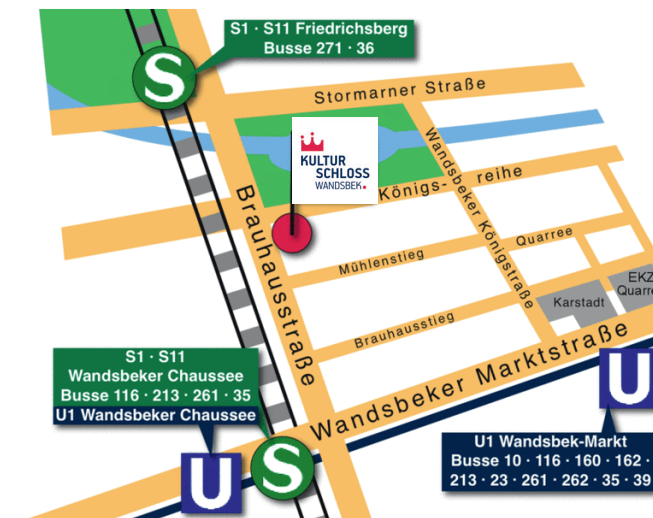 S1 · S11 Friedrichsberg
Busse 271 · 36
S
Stormarner Straße
KULTUR
SCHLOSS
WANDSBEK.
Wandsbeker Königstraße
Königs- reihe
Brauhausstraße
Quarree
Mühlenstieg
EKZ
Quarre
Karstadt
Brauhausstieg
Wandsbeker Marktstraße
S1 · S11
Wandsbeker Chaussee
Busse 116 · 213 · 261 · 35
U1 Wandsbeker Chaussee
U
S
U
U1 Wandsbek-Markt
Busse 10 · 116 · 160 · 162 ·
213 · 23 · 261 · 262 · 35 · 39